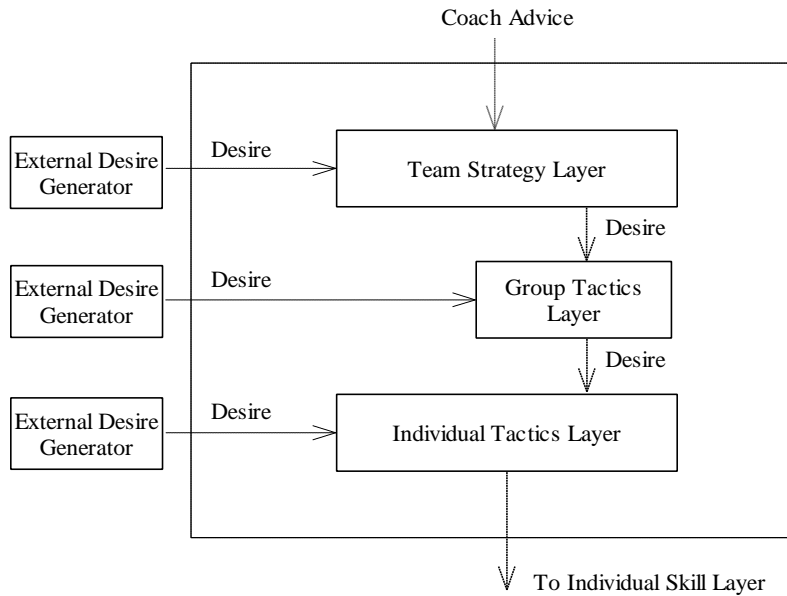 Coach Advice
External Desire
Generator
Desire
Team Strategy Layer
Desire
External Desire
Generator
Desire
Group Tactics
Layer
Desire
External Desire
Generator
Desire
Individual Tactics Layer
To Individual Skill Layer